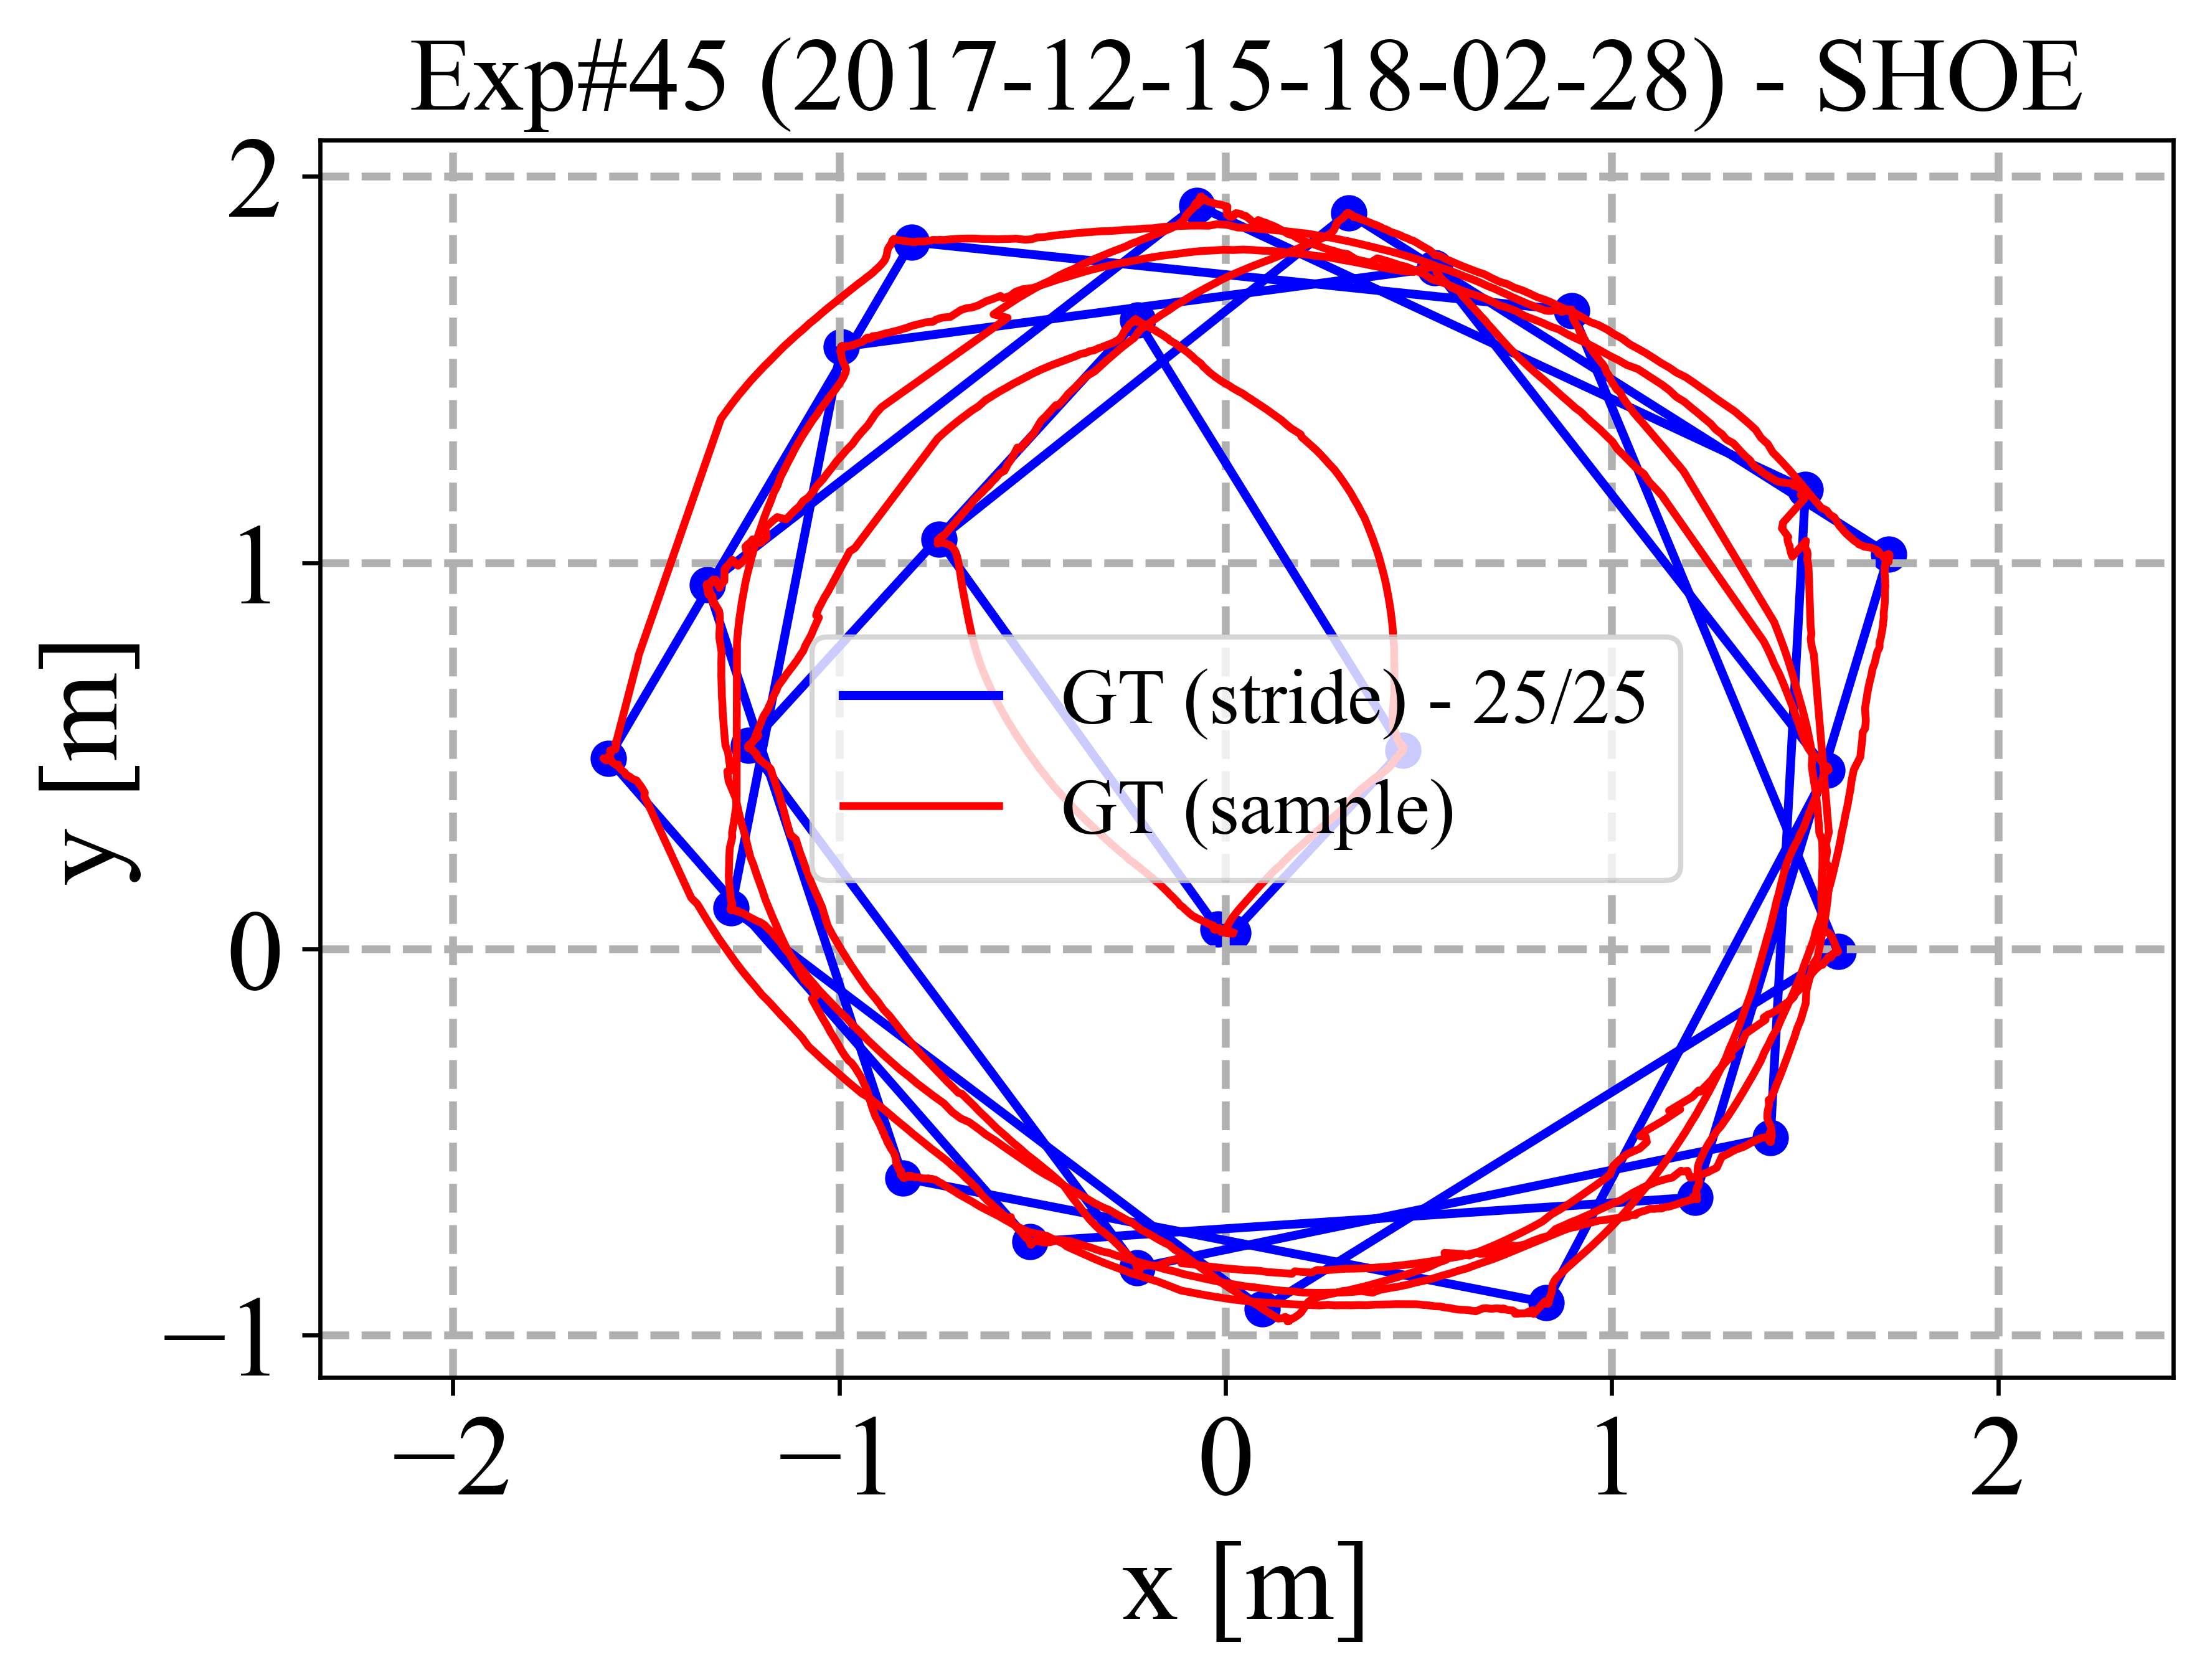 Exp#45 (2017-12-15-18-02-28) - SHOE
2
1
0
−1
y [m]
GT (stride) - 25/25
GT (sample)
−2 −1 0 1 2
x [m]